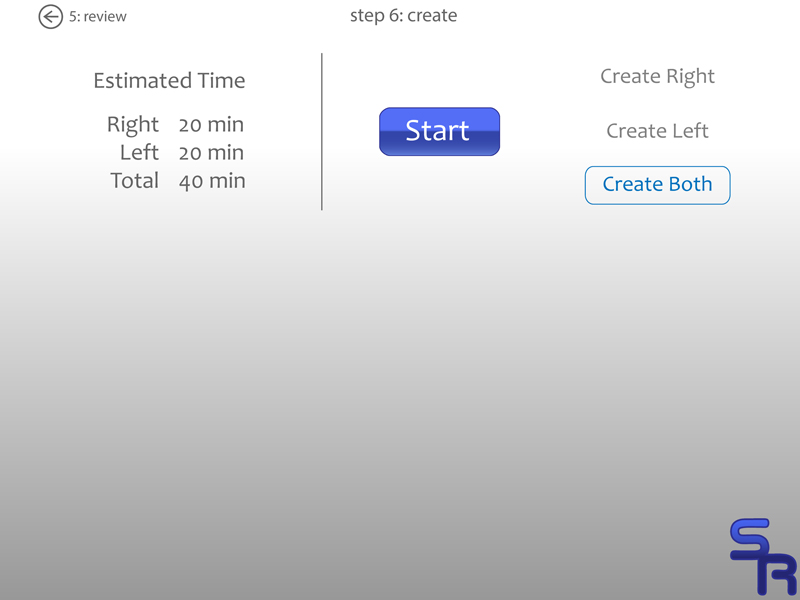 5: review
step 6: create
Estimated Time
Right 20 min
Left 20 min
Total 40 min
Start
Create Right
Create Left
Create Both
SR